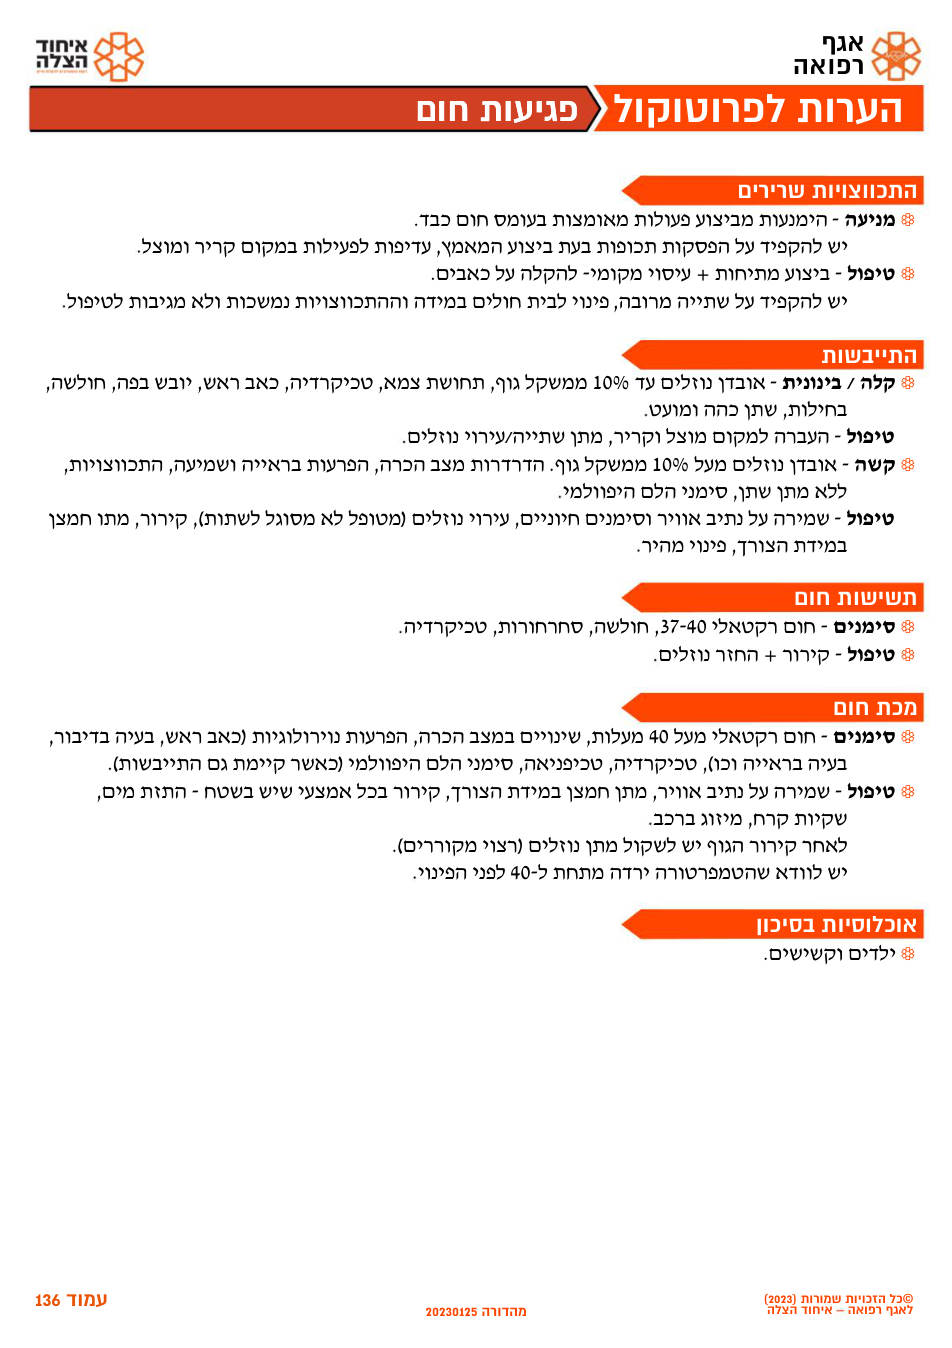 אגף
רפואה
איחוד
הצלה
הערות לפרוטוקול
פגיעות חום
התכווצויות שרירים
מניעה - הימנעות מביצוע פעולות מאומצות בעומס חום כבד.
יש להקפיד על הפסקות תכופות בעת ביצוע המאמץ, עדיפות לפעילות במקום קריר ומוצל.
טיפול - ביצוע מתיחות + עיסוי מקומי- להקלה על כאבים.
יש להקפיד על שתייה מרובה, פינוי לבית חולים במידה וההתכווצויות נמשכות ולא מגיבות לטיפול.
התייבשות
קלה / בינונית - אובדן נוזלים עד 10% ממשקל גוף, תחושת צמא, טכיקרדיה, כאב ראש, יובש בפה, חולשה,
בחילות, שתן כהה ומועט.
טיפול - העברה למקום מוצל וקריר, מתן שתייה/עירוי נוזלים.
קשה - אובדן נוזלים מעל 10% ממשקל גוף. הדרדרות מצב הכרה, הפרעות בראייה ושמיעה, התכווצויות,
ללא מתן שתן, סימני הלם היפוולמי.
טיפול - שמירה על נתיב אוויר וסימנים חיוניים, עירוי נוזלים (מטופל לא מסוגל לשתות), קירור, מתו חמצן
במידת הצורך, פינוי מהיר.
תשישות חום
סימנים - חום רקטאלי 37-40, חולשה, סחרחורות, טכיקרדיה.
טיפול - קירור + החזר נוזלים.
מכת חום
סימנים - חום רקטאלי מעל 40 מעלות, שינויים במצב הכרה, הפרעות נוירולוגיות (כאב ראש, בעיה בדיבור,
בעיה בראייה וכו), טכיקרדיה, טכיפניאה, סימני הלם היפוולמי (כאשר קיימת גם התייבשות).
טיפול - שמירה על נתיב אוויר, מתן חמצן במידת הצורך, קירור בכל אמצעי שיש בשטח - התזת מים,
שקיות קרח, מיזוג ברכב.
לאחר קירור הגוף יש לשקול מתן נוזלים (רצוי מקוררים).
יש לוודא שהטמפרטורה ירדה מתחת ל-40 לפני הפינוי.
אוכלוסיות בסיכון
ילדים וקשישים.
©כל הזכויות שמורות (2023)
לאגף רפואה – איחוד הצלה
מהדורה 20230125
עמוד 136